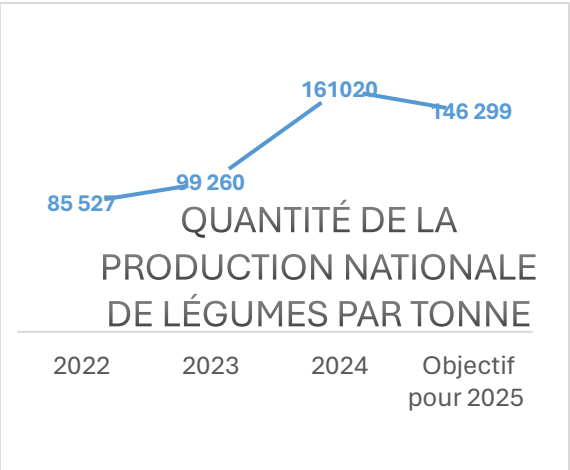 161020
146 299
99 260
85 527
QUANTITÉ DE LA
PRODUCTION NATIONALE
DE LÉGUMES PAR TONNE
2022 2023 2024 Objectif
pour 2025